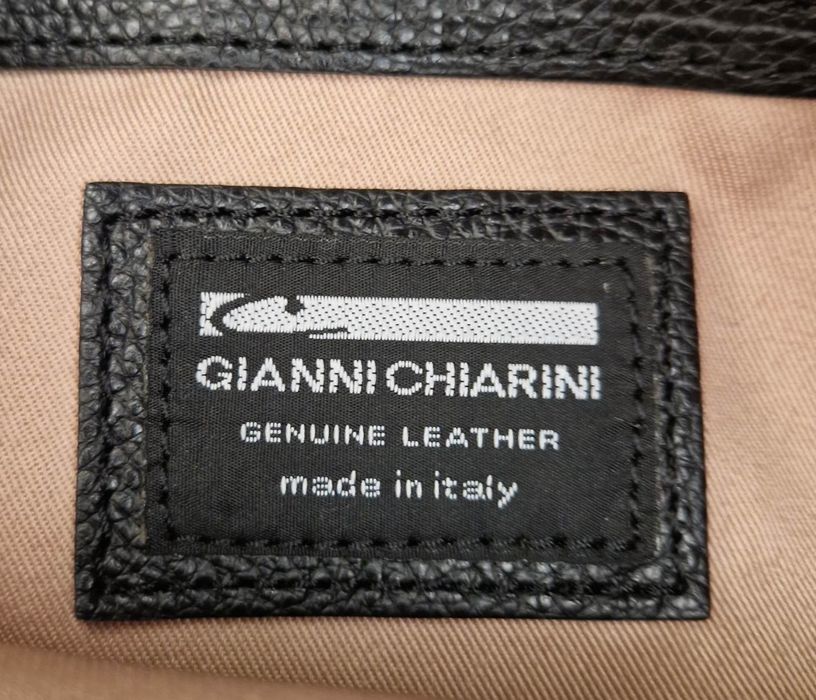 GIANNI CHIARINI
GENUINE LEATHER
made in italy